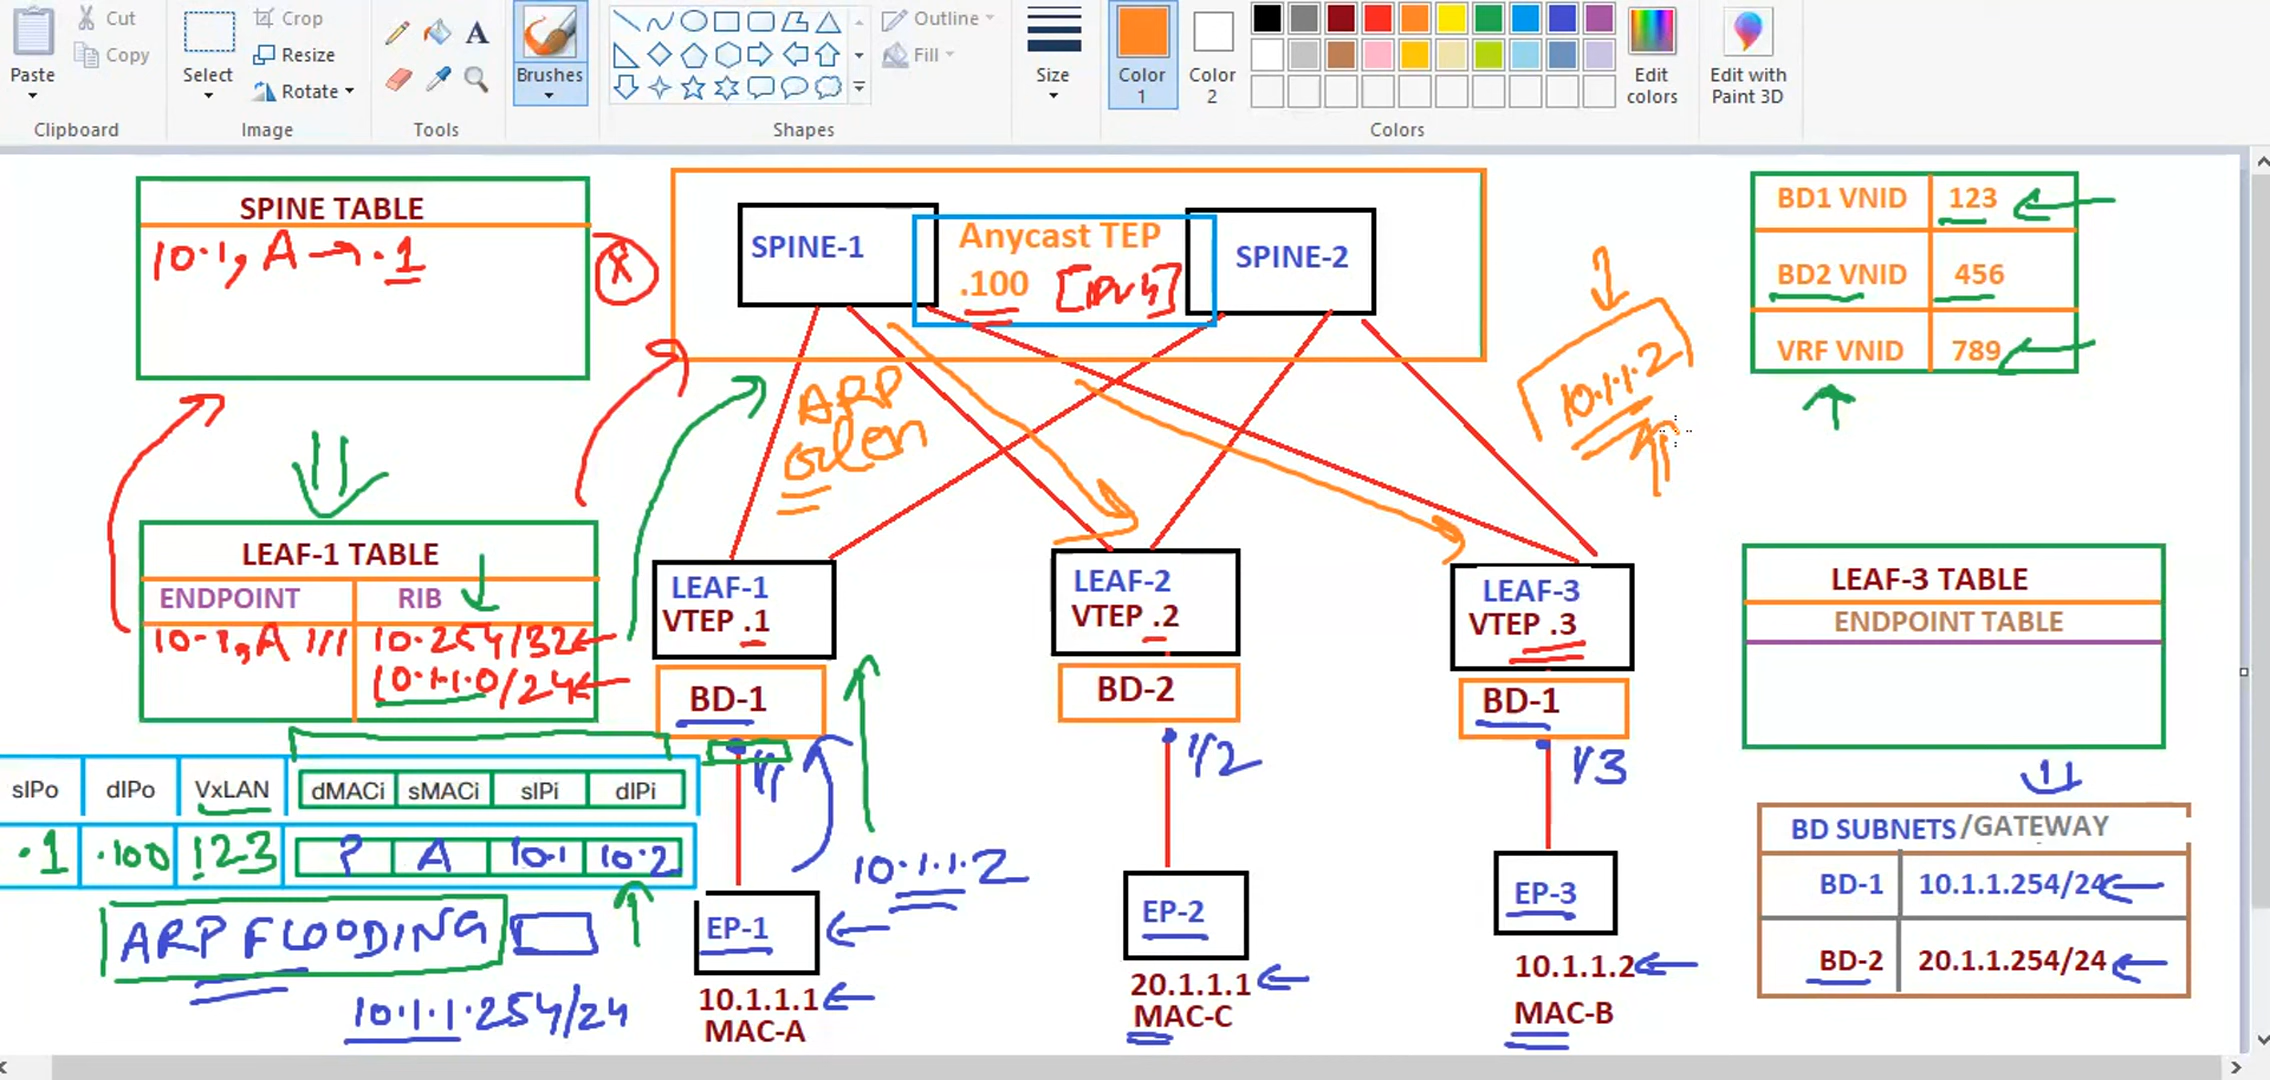 Paste
Cut
Copy
Clipboard
Select
Crop
Resize
Rotate
Image
Tools
Brushes
Shapes
Outline
Fill
Size
Color
1
Color
2
Colors
Edit
colors
Edit with
Paint 3D
SPINE TABLE
10.1, A → .1
X
SPINE-1
Anycast TEP
.100
SPINE-2
ARP
Glen
10.1.1.2
BD1 VNID 123
BD2 VNID 456
VRF VNID 789
LEAF-1 TABLE
ENDPOINT RIB
10.1, A 1/1 10.254/32
10.1.1.0/24
LEAF-1
VTEP .1
LEAF-2
VTEP .2
LEAF-3
VTEP .3
BD-1
BD-2
BD-1
1/1
1/2
1/3
LEAF-3 TABLE
ENDPOINT TABLE
sIPo dIPo VxLAN dMACi sMACi sIPi dIPi
.1 .100 123 ? A 10.1 10.2
ARP FLOODING
10.1.1.254/24
10.1.1.2
EP-1
10.1.1.1
MAC-A
EP-2
20.1.1.1
MAC-C
EP-3
10.1.1.2
MAC-B
BD SUBNETS/GATEWAY
BD-1 10.1.1.254/24
BD-2 20.1.1.254/24